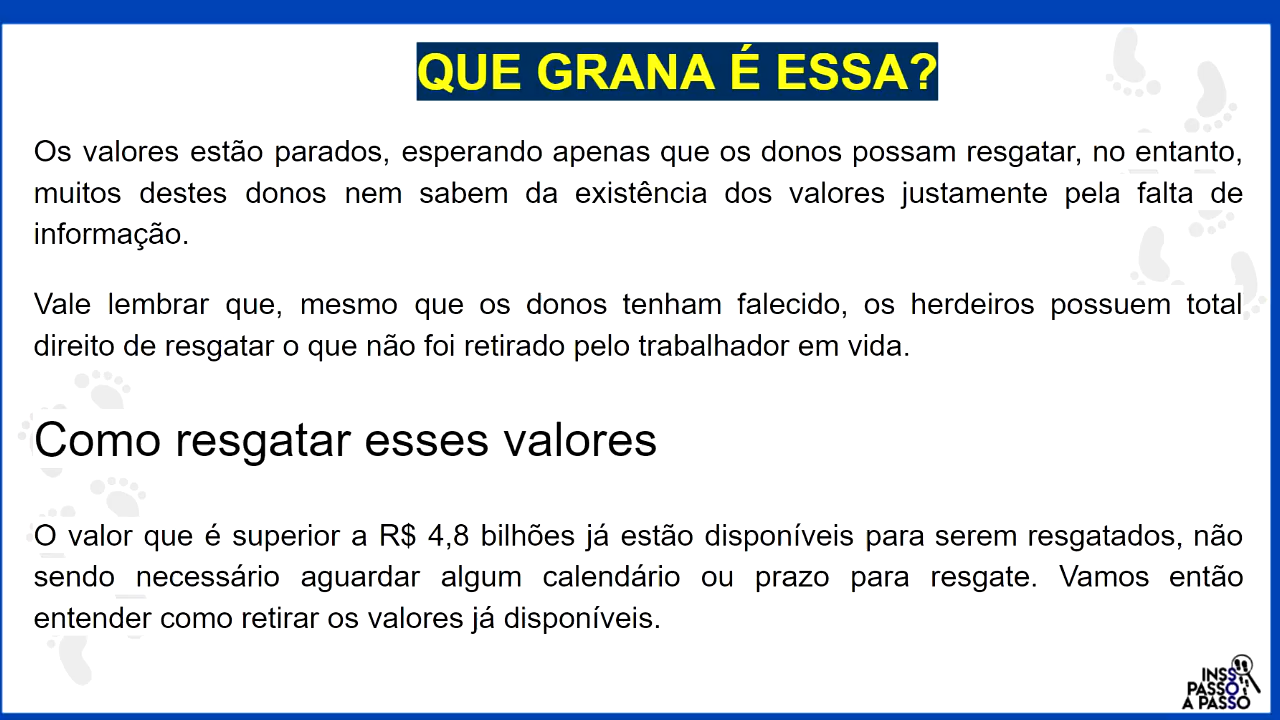 QUE GRANA É ESSA?
Os valores estão parados, esperando apenas que os donos possam resgatar, no entanto,
muitos destes donos nem sabem da existência dos valores justamente pela falta de
informação.
Vale lembrar que, mesmo que os donos tenham falecido, os herdeiros possuem total
direito de resgatar o que não foi retirado pelo trabalhador em vida.
Como resgatar esses valores
O valor que é superior a R$ 4,8 bilhões já estão disponíveis para serem resgatados, não
sendo necessário aguardar algum calendário ou prazo para resgate. Vamos então
entender como retirar os valores já disponíveis.
INSS
PASSO
A PASSO